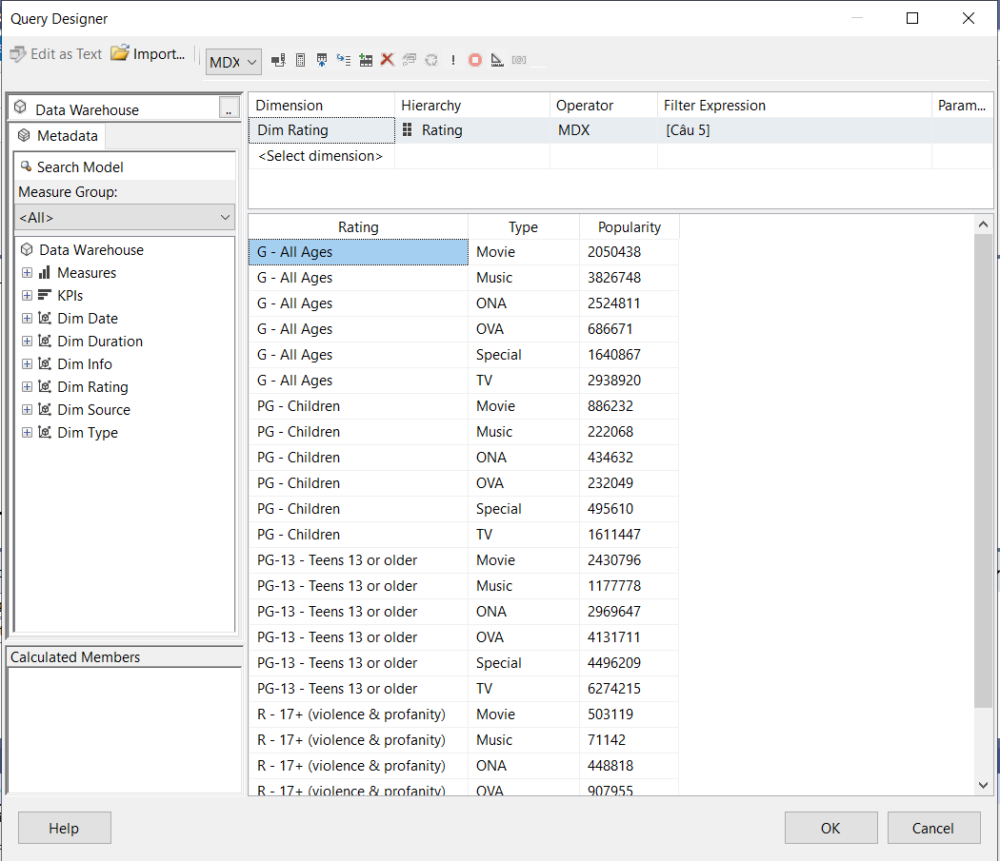 Query Designer
Edit as Text Import... MDX
Data Warehouse ..
Metadata
Search Model
Measure Group:
<All>
Data Warehouse
Measures
KPIs
Dim Date
Dim Duration
Dim Info
Dim Rating
Dim Source
Dim Type
Calculated Members
Dimension Hierarchy Operator Filter Expression Param...
Dim Rating Rating MDX [Câu 5]
<Select dimension>
Rating Type Popularity
G - All Ages Movie 2050438
G - All Ages Music 3826748
G - All Ages ONA 2524811
G - All Ages OVA 686671
G - All Ages Special 1640867
G - All Ages TV 2938920
PG - Children Movie 886232
PG - Children Music 222068
PG - Children ONA 434632
PG - Children OVA 232049
PG - Children Special 495610
PG - Children TV 1611447
PG-13 - Teens 13 or older Movie 2430796
PG-13 - Teens 13 or older Music 1177778
PG-13 - Teens 13 or older ONA 2969647
PG-13 - Teens 13 or older OVA 4131711
PG-13 - Teens 13 or older Special 4496209
PG-13 - Teens 13 or older TV 6274215
R - 17+ (violence & profanity) Movie 503119
R - 17+ (violence & profanity) Music 71142
R - 17+ (violence & profanity) ONA 448818
R - 17+ (violence & profanity) OVA 907955
Help OK Cancel